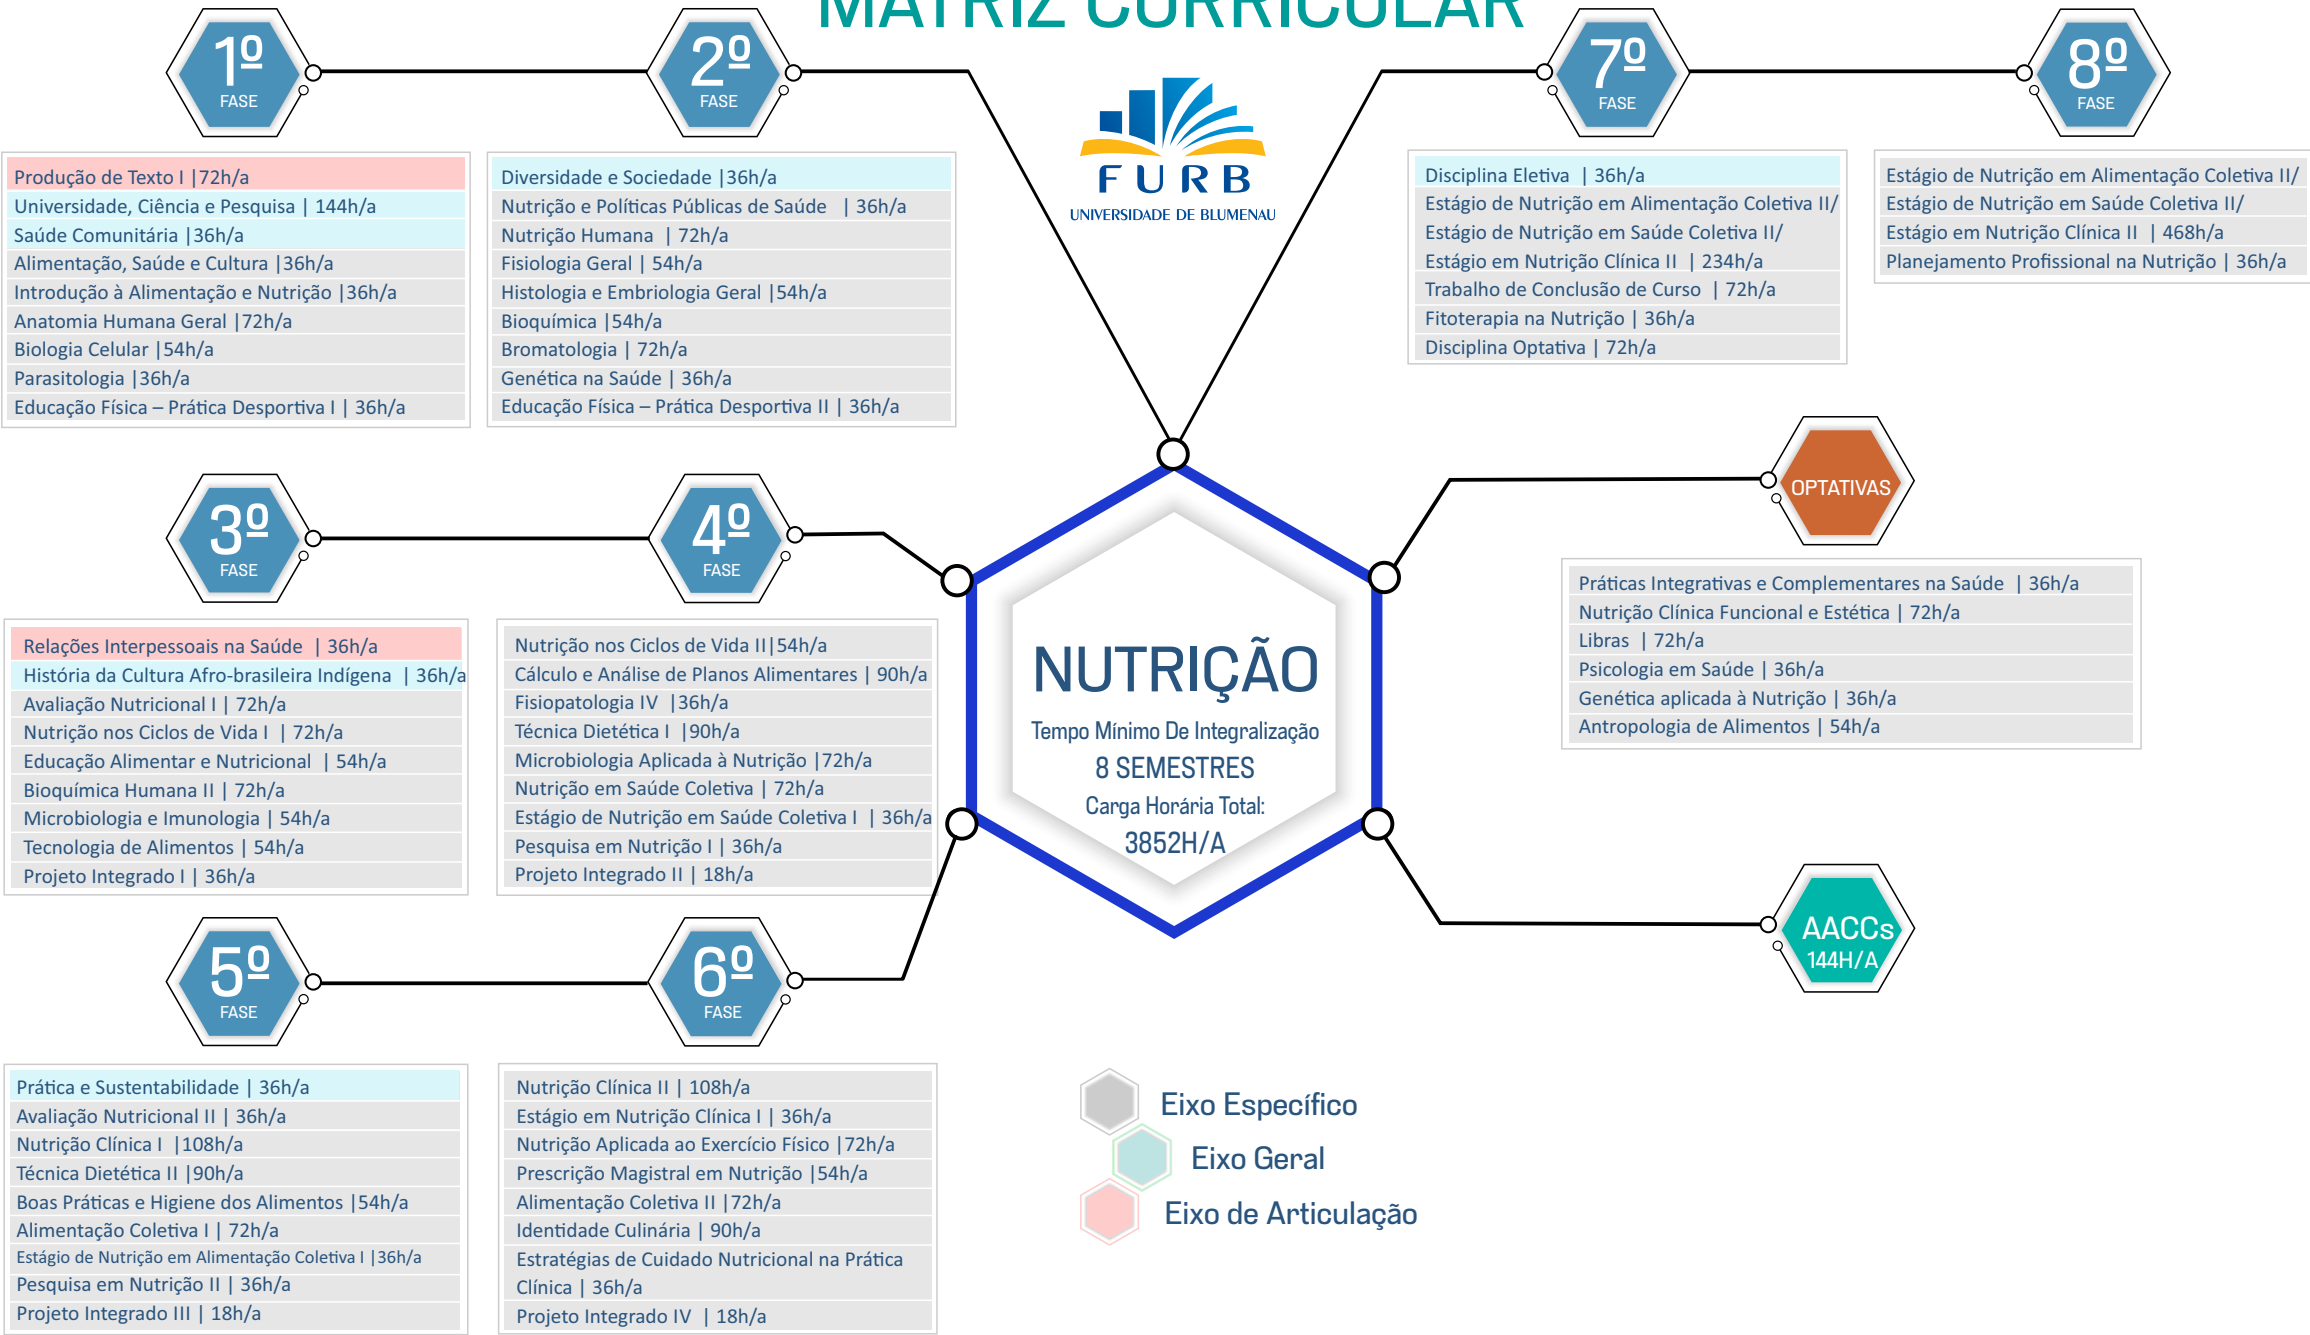 MATRIZ CURRICULAR
1º
FASE
Produção de Texto I |72h/a
Universidade, Ciência e Pesquisa | 144h/a
Saúde Comunitária |36h/a
Alimentação, Saúde e Cultura |36h/a
Introdução à Alimentação e Nutrição |36h/a
Anatomia Humana Geral |72h/a
Biologia Celular |54h/a
Parasitologia |36h/a
Educação Física – Prática Desportiva I | 36h/a
2º
FASE
Diversidade e Sociedade |36h/a
Nutrição e Políticas Públicas de Saúde | 36h/a
Nutrição Humana | 72h/a
Fisiologia Geral | 54h/a
Histologia e Embriologia Geral |54h/a
Bioquímica |54h/a
Bromatologia | 72h/a
Genética na Saúde | 36h/a
Educação Física – Prática Desportiva II | 36h/a
FURB
UNIVERSIDADE DE BLUMENAU
7º
FASE
Disciplina Eletiva | 36h/a
Estágio de Nutrição em Alimentação Coletiva II/
Estágio de Nutrição em Saúde Coletiva II/
Estágio em Nutrição Clínica II | 234h/a
Trabalho de Conclusão de Curso | 72h/a
Fitoterapia na Nutrição | 36h/a
Disciplina Optativa | 72h/a
8º
FASE
Estágio de Nutrição em Alimentação Coletiva II/
Estágio de Nutrição em Saúde Coletiva II/
Estágio em Nutrição Clínica II | 468h/a
Planejamento Profissional na Nutrição | 36h/a
3º
FASE
Relações Interpessoais na Saúde | 36h/a
História da Cultura Afro-brasileira Indígena | 36h/a
Avaliação Nutricional I | 72h/a
Nutrição nos Ciclos de Vida I | 72h/a
Educação Alimentar e Nutricional | 54h/a
Bioquímica Humana II | 72h/a
Microbiologia e Imunologia | 54h/a
Tecnologia de Alimentos | 54h/a
Projeto Integrado I | 36h/a
4º
FASE
Nutrição nos Ciclos de Vida II|54h/a
Cálculo e Análise de Planos Alimentares | 90h/a
Fisiopatologia IV |36h/a
Técnica Dietética I |90h/a
Microbiologia Aplicada à Nutrição |72h/a
Nutrição em Saúde Coletiva | 72h/a
Estágio de Nutrição em Saúde Coletiva I | 36h/a
Pesquisa em Nutrição I | 36h/a
Projeto Integrado II | 18h/a
NUTRIÇÃO
Tempo Mínimo De Integralização
8 SEMESTRES
Carga Horária Total:
3852H/A
OPTATIVAS
Práticas Integrativas e Complementares na Saúde | 36h/a
Nutrição Clínica Funcional e Estética | 72h/a
Libras | 72h/a
Psicologia em Saúde | 36h/a
Genética aplicada à Nutrição | 36h/a
Antropologia de Alimentos | 54h/a
AACCs
144H/A
5º
FASE
Prática e Sustentabilidade | 36h/a
Avaliação Nutricional II | 36h/a
Nutrição Clínica I |108h/a
Técnica Dietética II |90h/a
Boas Práticas e Higiene dos Alimentos |54h/a
Alimentação Coletiva I | 72h/a
Estágio de Nutrição em Alimentação Coletiva I |36h/a
Pesquisa em Nutrição II | 36h/a
Projeto Integrado III | 18h/a
6º
FASE
Nutrição Clínica II | 108h/a
Estágio em Nutrição Clínica I | 36h/a
Nutrição Aplicada ao Exercício Físico |72h/a
Prescrição Magistral em Nutrição |54h/a
Alimentação Coletiva II |72h/a
Identidade Culinária | 90h/a
Estratégias de Cuidado Nutricional na Prática
Clínica | 36h/a
Projeto Integrado IV | 18h/a
Eixo Específico
Eixo Geral
Eixo de Articulação